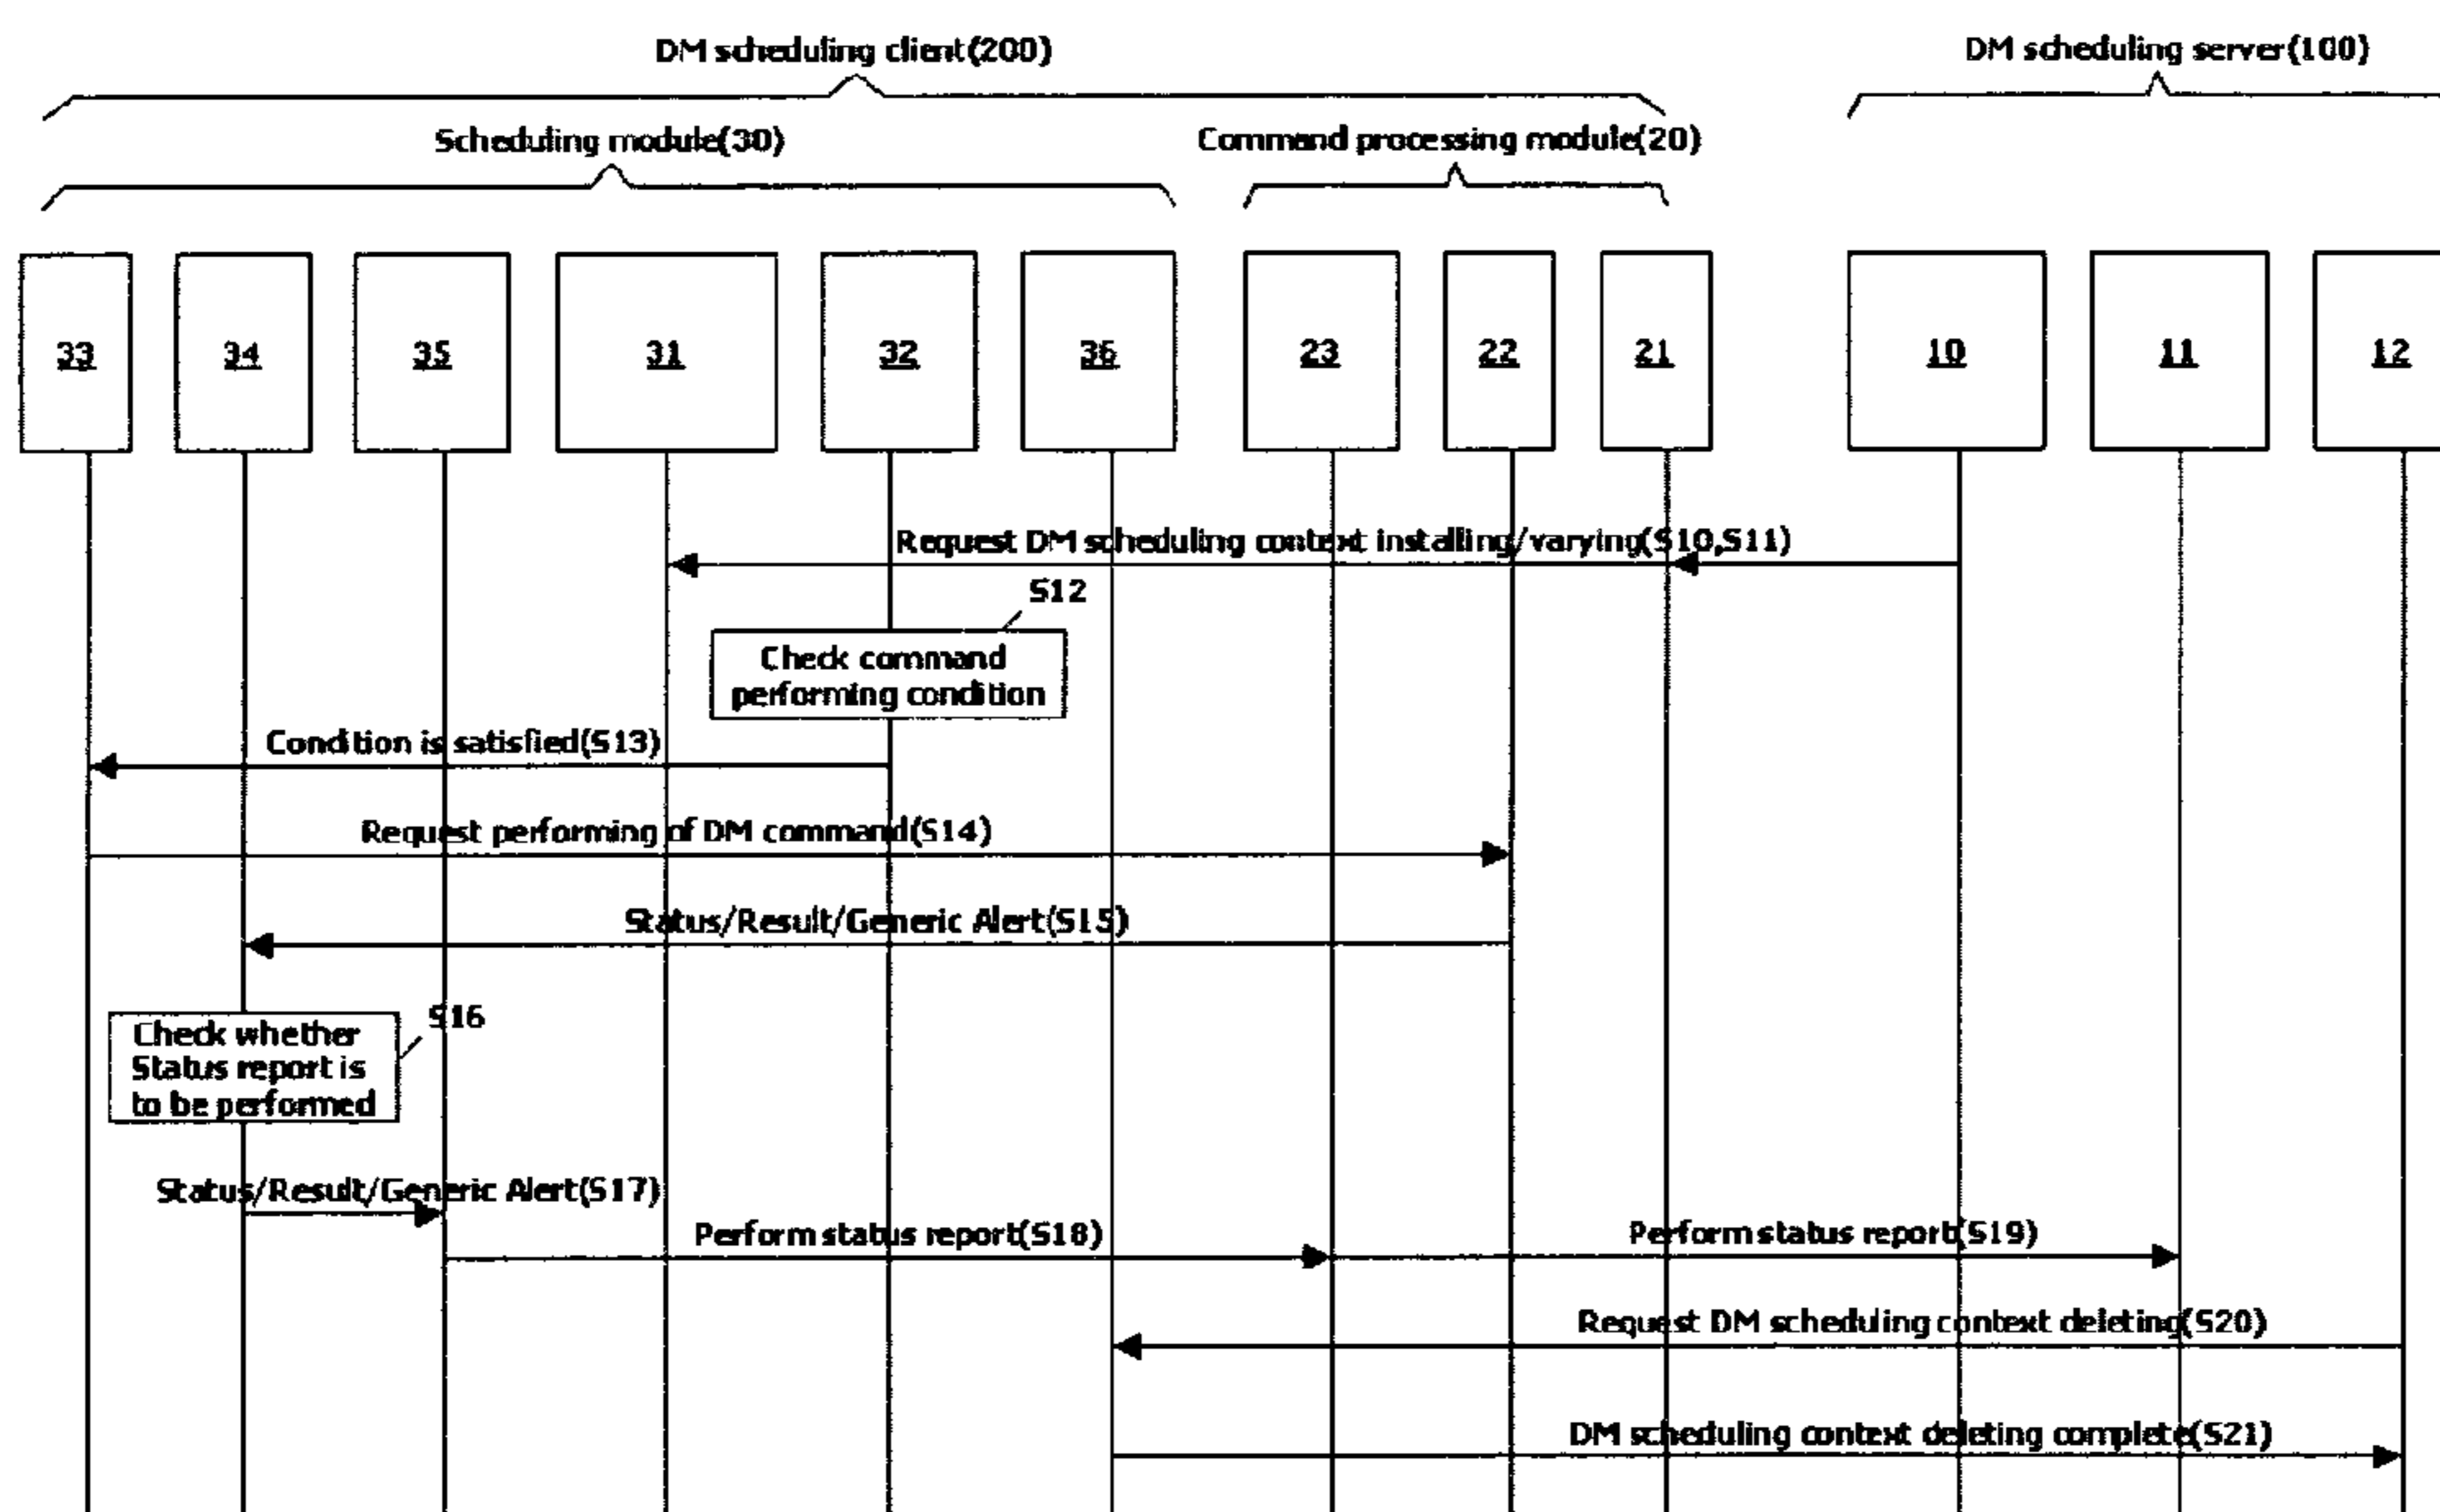 DM scheduling client(200)
DM scheduling server(100)
Scheduling module(30)
Command processing module(20)
33
34
35
31
32
36
23
22
21
10
11
12
Request DM scheduling context installing/varying(S10,S11)
S12
Check command
performing condition
Condition is satisfied(S13)
Request performing of DM command(S14)
Status/Result/Generic Alert(S15)
S16
Check whether
Status report is
to be performed
Status/Result/Generic Alert(S17)
Perform status report(S18)
Perform status report(S19)
Request DM scheduling context deleting(S20)
DM scheduling context deleting complete(S21)